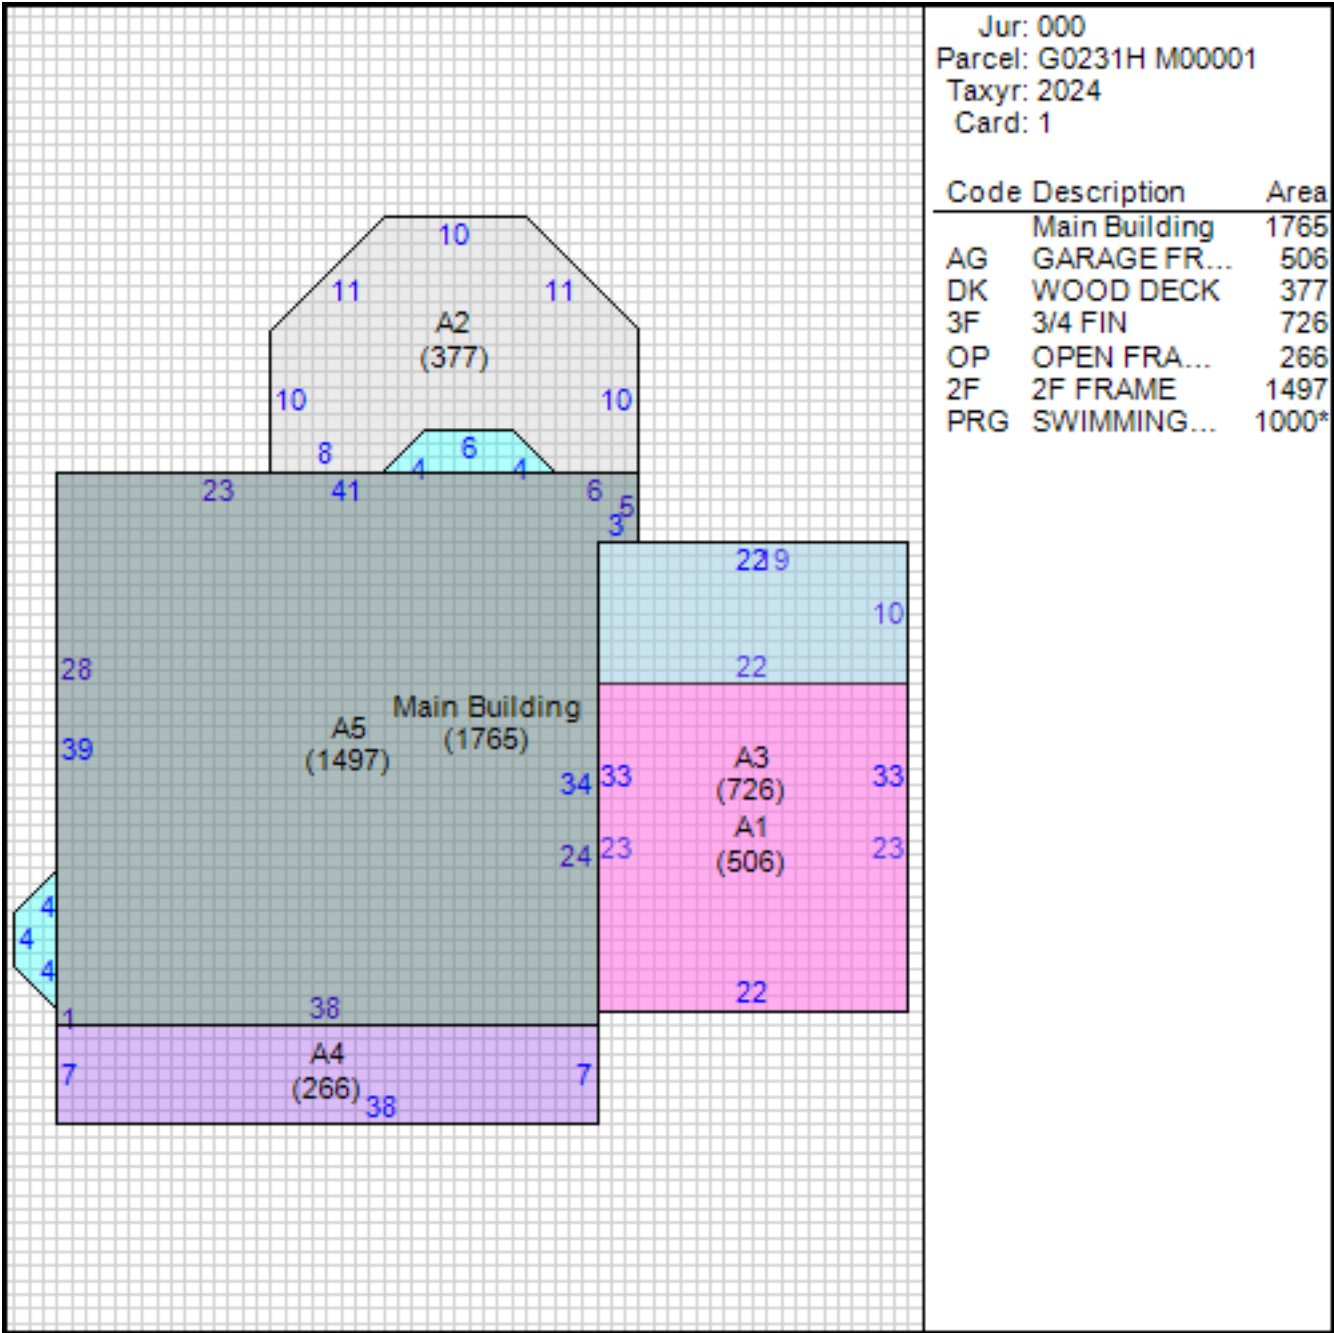 Jur: 000
Parcel: G0231H M00001
Taxyr: 2024
Card: 1
Code Description Area
Main Building 1765
AG GARAGE FR... 506
DK WOOD DECK 377
3F 3/4 FIN 726
OP OPEN FRA... 266
2F 2F FRAME 1497
PRG SWIMMING... 1000*
10
11 11
A2
(377)
10 10
8 6
4 4
23 41 6
5
3
22 19
10
28 22
Main Building
(1765)
A5
(1497)
39
34 33 33
A3
(726)
A1
(506)
24 23 23
4
4
4
1 38 22
A4
(266)
7 7
38